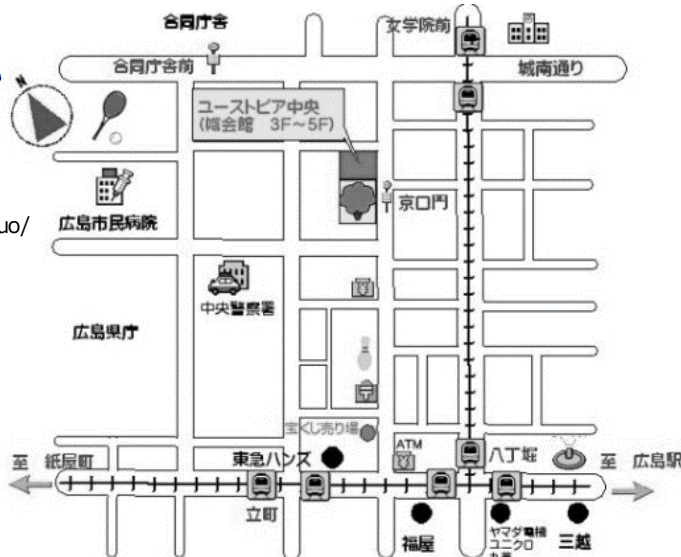 合同庁舎
女学院前
合同庁舎前
城南通り
N
ユーストピア中央
(幟会館 3F～5F)
京口門
広島市民病院
uo/
中央警察署
広島県庁
宝くじ売り場
ATM
至 紙屋町
東急ハンズ
八丁堀
至 広島駅
立町
福屋
ヤマダ電機
ユニクロ
三越